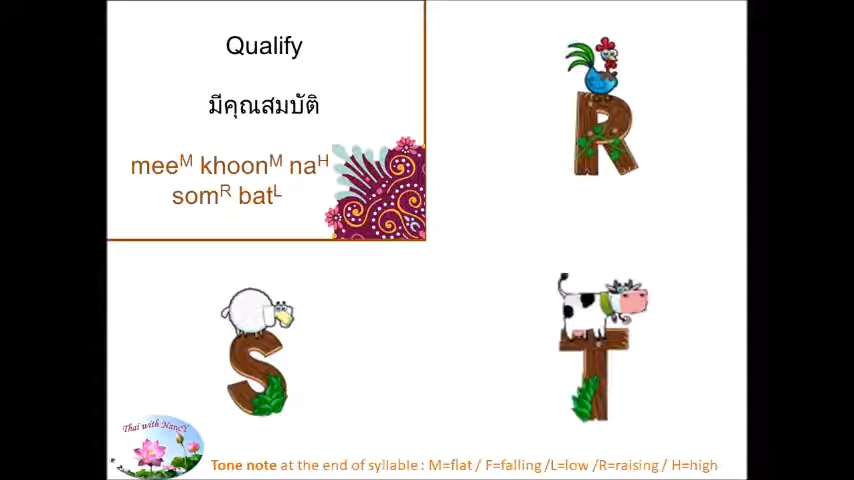 Qualify
มีคุณสมบัติ
meeᴹ khoonᴹ naᴴ
somᴿ batᴸ
R
S
T
Thai with NancY
Tone note at the end of syllable : M=flat / F=falling /L=low /R=raising / H=high